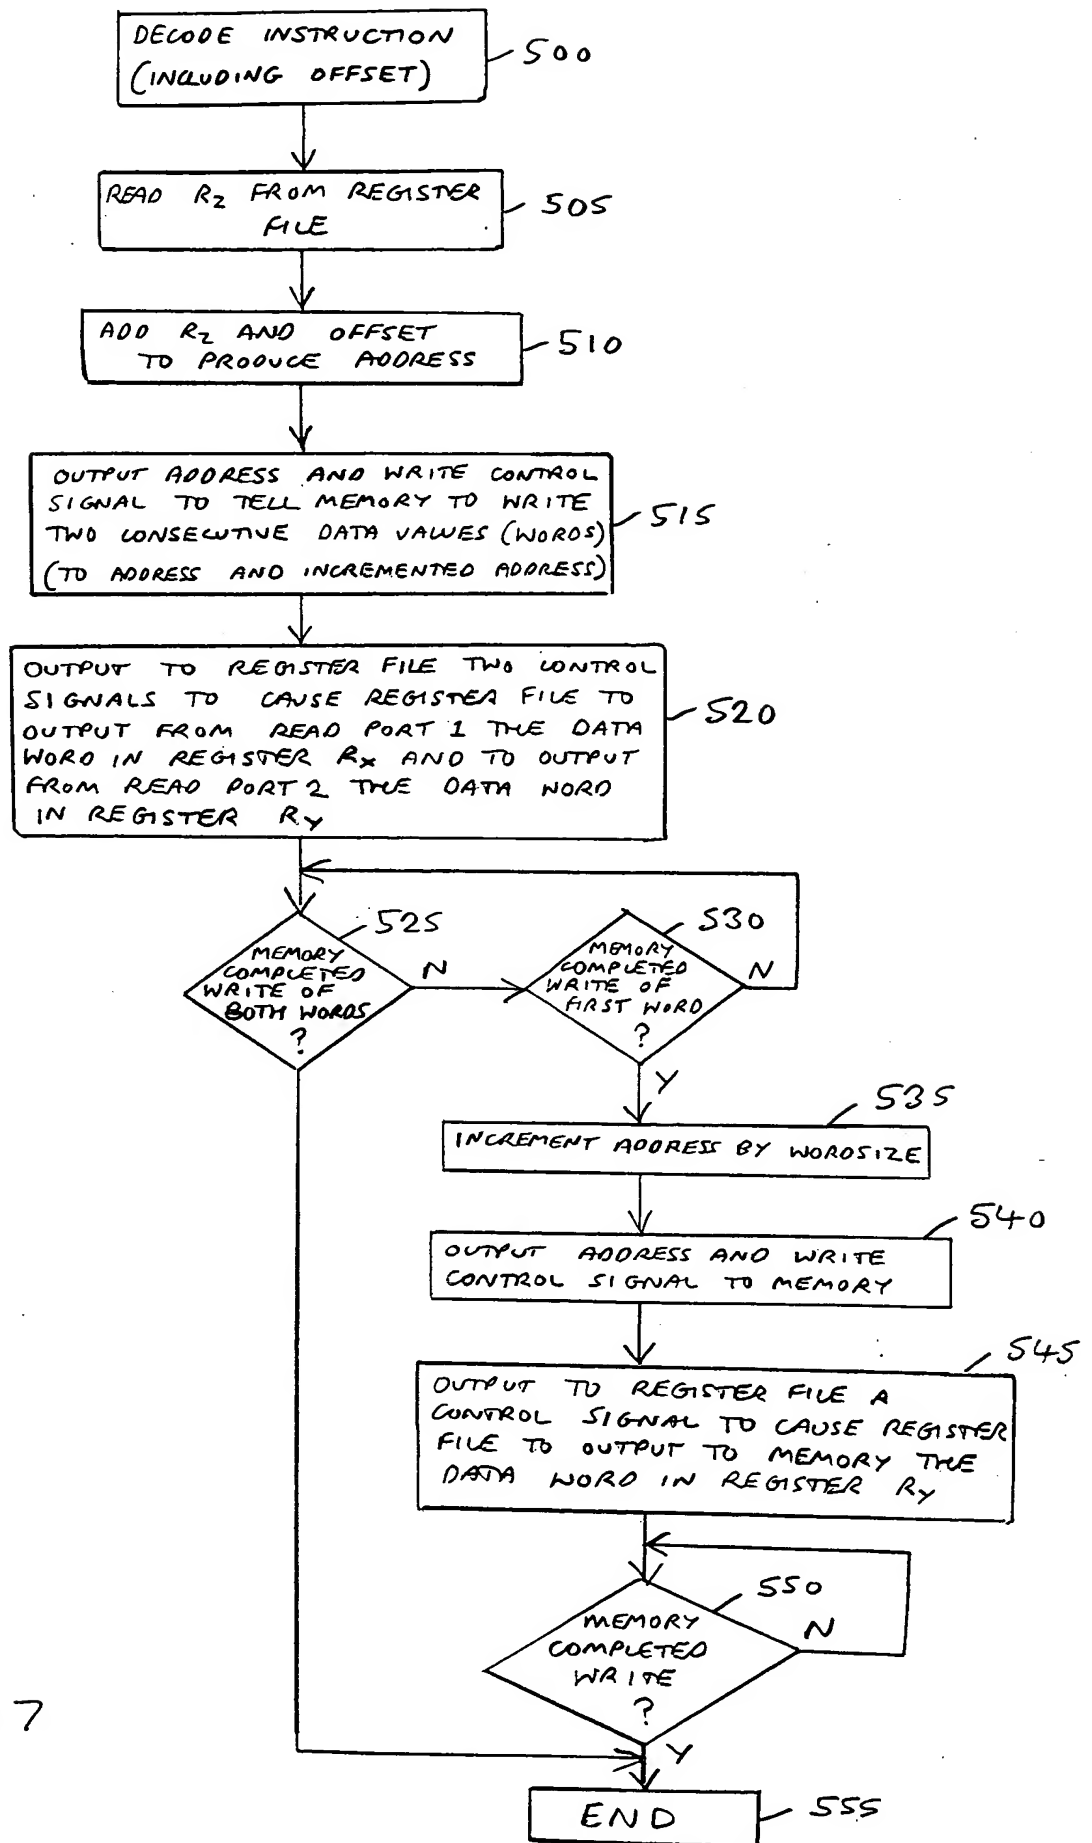 DECODE INSTRUCTION
(INCLUDING OFFSET)
500
READ RZ FROM REGISTER
FILE
505
ADD RZ AND OFFSET
TO PRODUCE ADDRESS
510
OUTPUT ADDRESS AND WRITE CONTROL
SIGNAL TO TELL MEMORY TO WRITE
TWO CONSECUTIVE DATA VALUES (WORDS)
(TO ADDRESS AND INCREMENTED ADDRESS)
515
OUTPUT TO REGISTER FILE TWO CONTROL
SIGNALS TO CAUSE REGISTER FILE TO
OUTPUT FROM READ PORT 1 THE DATA
WORD IN REGISTER RX AND TO OUTPUT
FROM READ PORT 2 THE DATA WORD
IN REGISTER RY
520
525
MEMORY
COMPLETED
WRITE OF
BOTH WORDS
?
N
530
MEMORY
COMPLETED
WRITE OF
FIRST WORD
?
N
Y
535
INCREMENT ADDRESS BY WORDSIZE
540
OUTPUT ADDRESS AND WRITE
CONTROL SIGNAL TO MEMORY
545
OUTPUT TO REGISTER FILE A
CONTROL SIGNAL TO CAUSE REGISTER
FILE TO OUTPUT TO MEMORY THE
DATA WORD IN REGISTER RY
550
MEMORY
COMPLETED
WRITE
?
N
Y
7
END
555